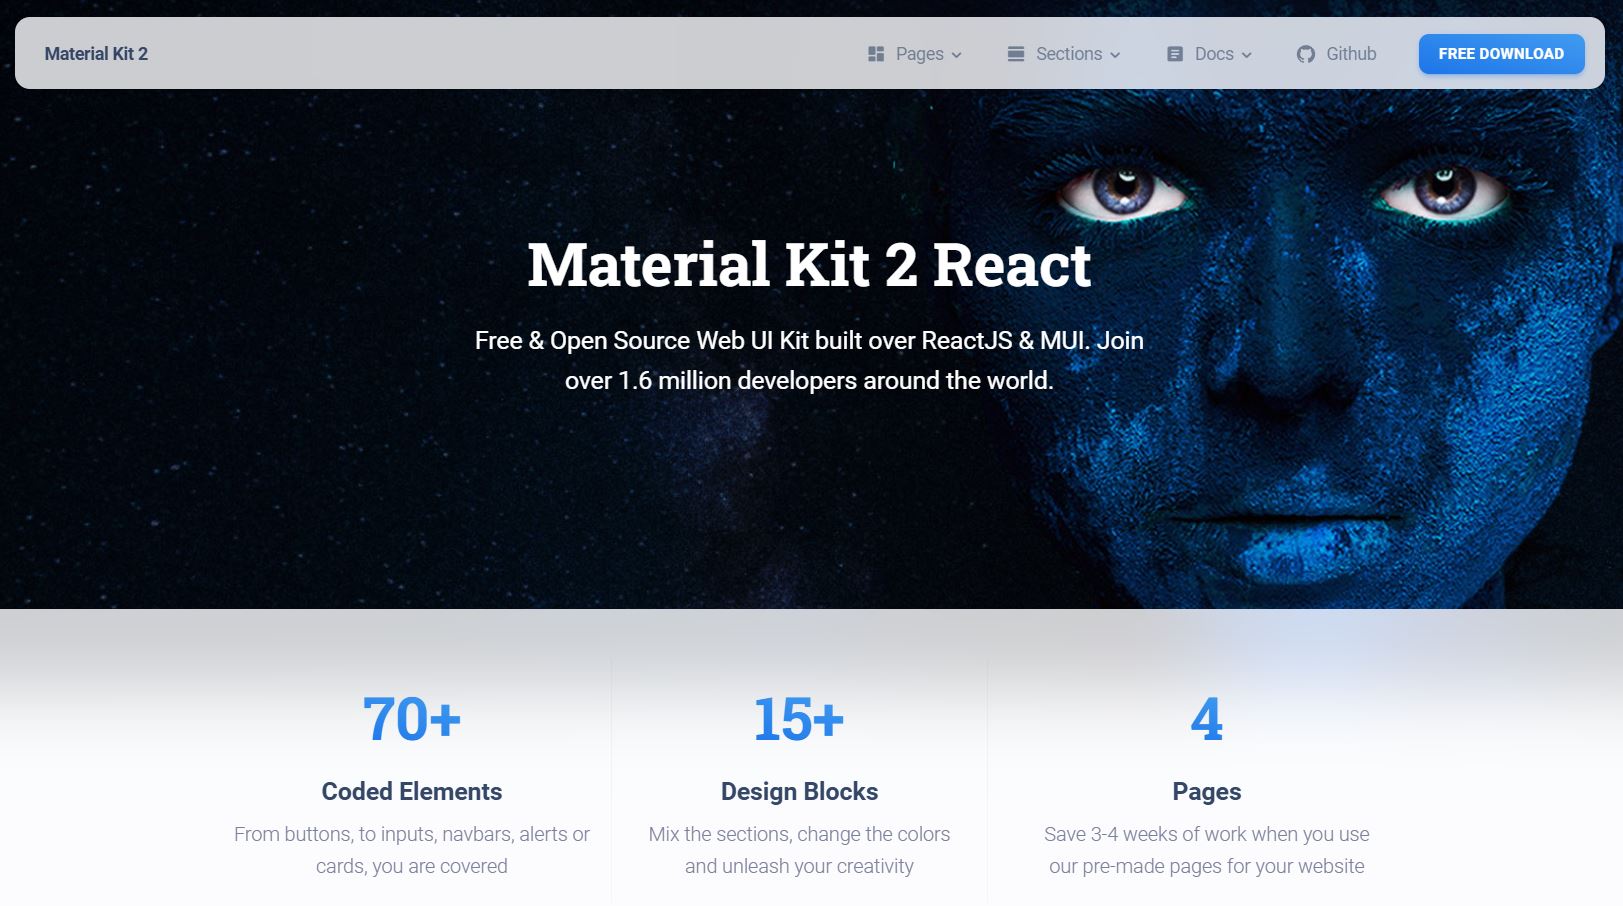 Material Kit 2
Pages
Sections
Docs
Github
FREE DOWNLOAD
Material Kit 2 React
Free & Open Source Web UI Kit built over ReactJS & MUI. Join
over 1.6 million developers around the world.
70+
Coded Elements
From buttons, to inputs, navbars, alerts or
cards, you are covered
15+
Design Blocks
Mix the sections, change the colors
and unleash your creativity
4
Pages
Save 3-4 weeks of work when you use
our pre-made pages for your website